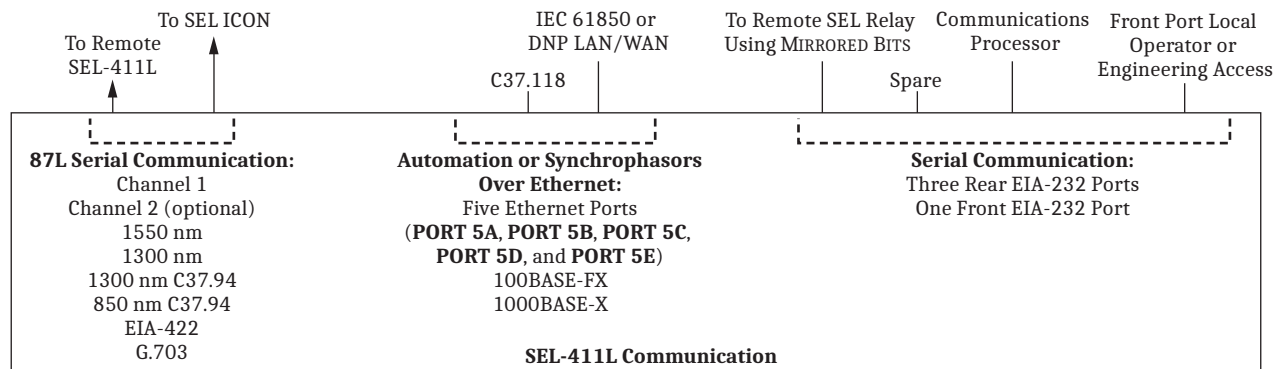 To Remote
SEL-411L
To SEL ICON
C37.118
IEC 61850 or
DNP LAN/WAN
To Remote SEL Relay
Using MIRRORED BITS
Spare
Communications
Processor
Front Port Local
Operator or
Engineering Access
87L Serial Communication:
Channel 1
Channel 2 (optional)
1550 nm
1300 nm
1300 nm C37.94
850 nm C37.94
EIA-422
G.703
Automation or Synchrophasors
Over Ethernet:
Five Ethernet Ports
(PORT 5A, PORT 5B, PORT 5C,
PORT 5D, and PORT 5E)
100BASE-FX
1000BASE-X
Serial Communication:
Three Rear EIA-232 Ports
One Front EIA-232 Port
SEL-411L Communication